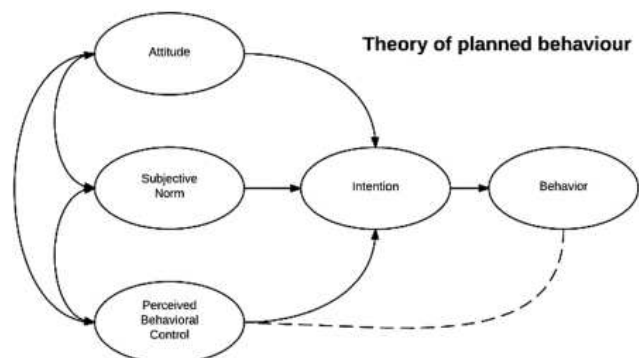 Theory of planned behaviour
Attitude
Subjective
Norm
Intention
Behavior
Perceived
Behavioral
Control